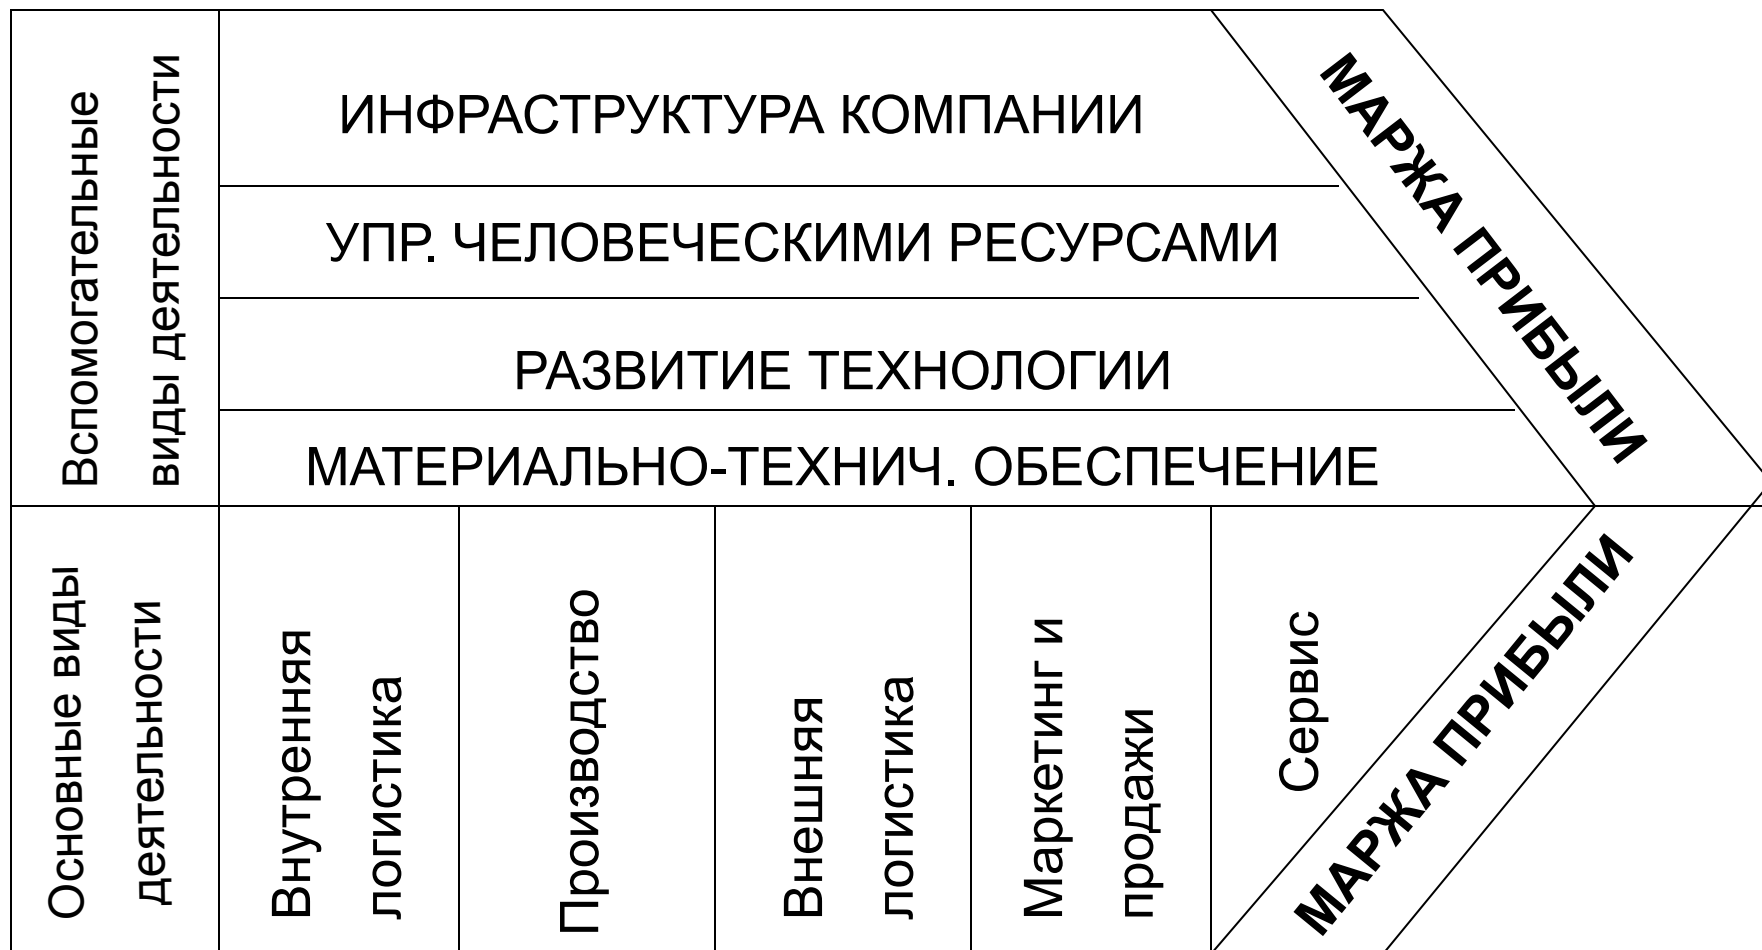 Вспомогательные
виды деятельности
ИНФРАСТРУКТУРА КОМПАНИИ
УПР. ЧЕЛОВЕЧЕСКИМИ РЕСУРСАМИ
РАЗВИТИЕ ТЕХНОЛОГИИ
МАТЕРИАЛЬНО-ТЕХНИЧ. ОБЕСПЕЧЕНИЕ
МАРЖА ПРИБЫЛИ
Основные виды
деятельности
Внутренняя
логистика
Производство
Внешняя
логистика
Маркетинг и
продажи
Сервис
МАРЖА ПРИБЫЛИ